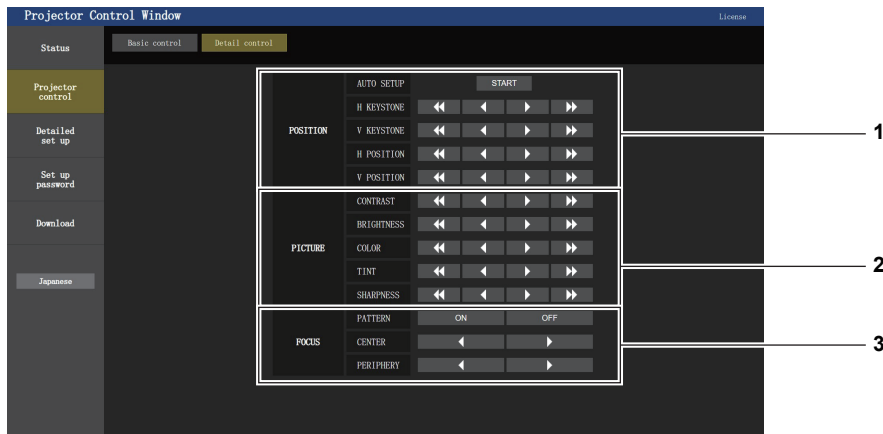 Projector Control Window
License
Status
Basic control
Detail control
Projector
control
Detailed
set up
Set up
password
Download
Japanese
POSITION
AUTO SETUP
START
H KEYSTONE
V KEYSTONE
H POSITION
V POSITION
1
PICTURE
CONTRAST
BRIGHTNESS
COLOR
TINT
SHARPNESS
2
FOCUS
PATTERN
ON
OFF
CENTER
PERIPHERY
3